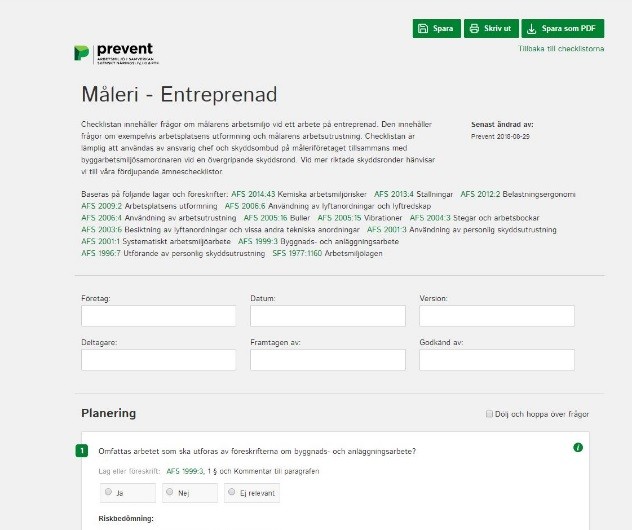 Spara
Skriv ut
Spara som PDF
Tillbaka till checklistorna
prevent
ARBETSMILJÖ I SAMVERKAN
SVENSKT NÄRINGSLIV, LO & PTK
Måleri - Entreprenad
Checklistan innehåller frågor om målarens arbetsmiljö vid ett arbete på entreprenad. Den innehåller
frågor om exempelvis arbetsplatsens utformning och målarens arbetsutrustning. Checklistan är
lämplig att användas av ansvarig chef och skyddsombud på måleriföretaget tillsammans med
byggarbetsmiljösamordnaren vid en övergripande skyddsrond. Vid mer riktade skyddsronder hänvisar
vi till våra fördjupande ämneschecklistor.
Senast ändrad av:
Prevent 2018-08-29
Baseras på följande lagar och föreskrifter: AFS 2014:43 Kemiska arbetsmiljörisker AFS 2013:4 Ställningar AFS 2012:2 Belastningsergonomi
AFS 2009:2 Arbetsplatsens utformning AFS 2006:6 Användning av lyftanordningar och lyftredskap
AFS 2006:4 Användning av arbetsutrustning AFS 2005:16 Buller AFS 2005:15 Vibrationer AFS 2004:3 Stegar och arbetsbockar
AFS 2003:6 Besiktning av lyftanordningar och vissa andra tekniska anordningar AFS 2001:3 Användning av personlig skyddsutrustning
AFS 2001:1 Systematiskt arbetsmiljöarbete AFS 1999:3 Byggnads- och anläggningsarbete
AFS 1996:7 Utförande av personlig skyddsutrustning SFS 1977:1160 Arbetsmiljölagen
Företag:
Datum:
Version:
Deltagare:
Framtagen av:
Godkänd av:
Planering
Dölj och hoppa över frågor
1
Omfattas arbetet som ska utföras av föreskrifterna om byggnads- och anläggningsarbete?
i
Lag eller föreskrift: AFS 1999:3, 1 § och Kommentar till paragrafen
Ja
Nej
Ej relevant
Riskbedömning: